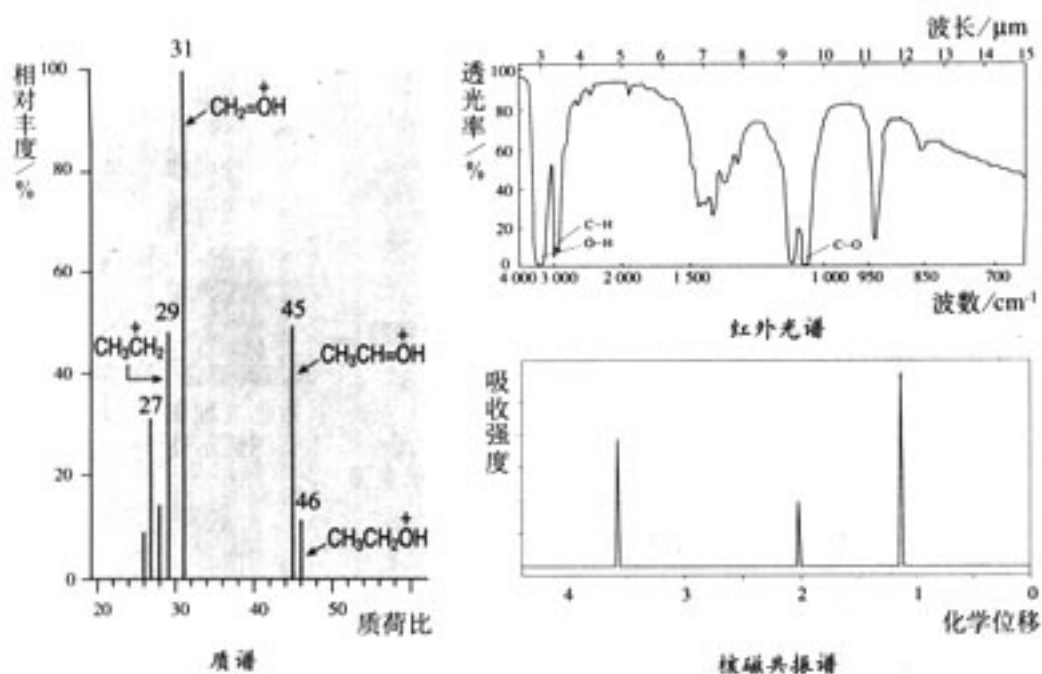 31
相对丰度/%
100
80
60
40
20
0
CH₂=OH
+
29
CH₃CH₂
+
27
45
CH₃CH=OH
+
46
CH₃CH₂OH
+
20 30 40 50
质荷比
质谱
波长/μm
3 4 5 6 7 8 9 10 11 12 13 14 15
透光率/%
100
80
60
40
20
0
C-H
O-H
C-O
4 000 3 000 2 000 1 500 1 000 950 850 700
波数/cm⁻¹
红外光谱
吸收强度
4 3 2 1 0
化学位移
核磁共振谱